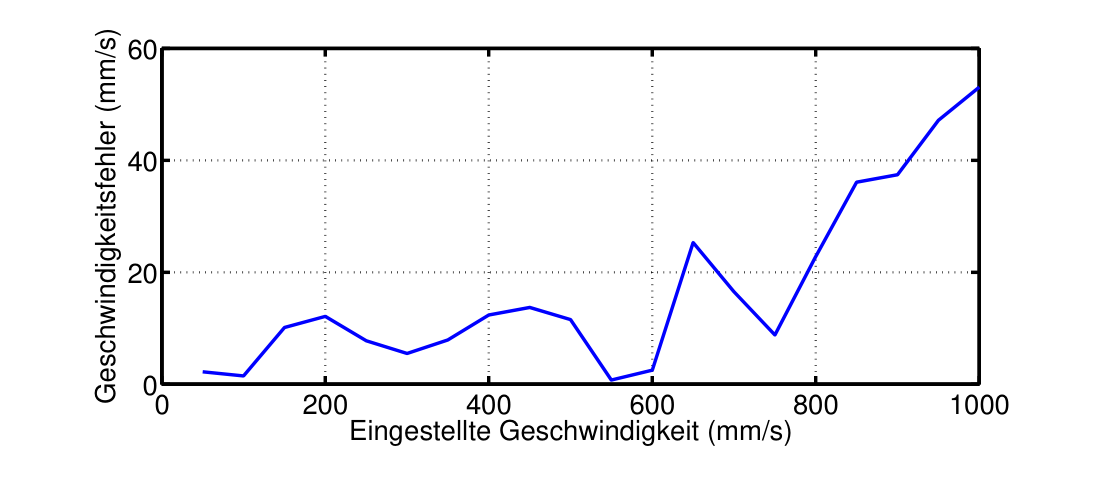 Geschwindigkeitsfehler (mm/s)
60
40
20
0
0 200 400 600 800 1000
Eingestellte Geschwindigkeit (mm/s)